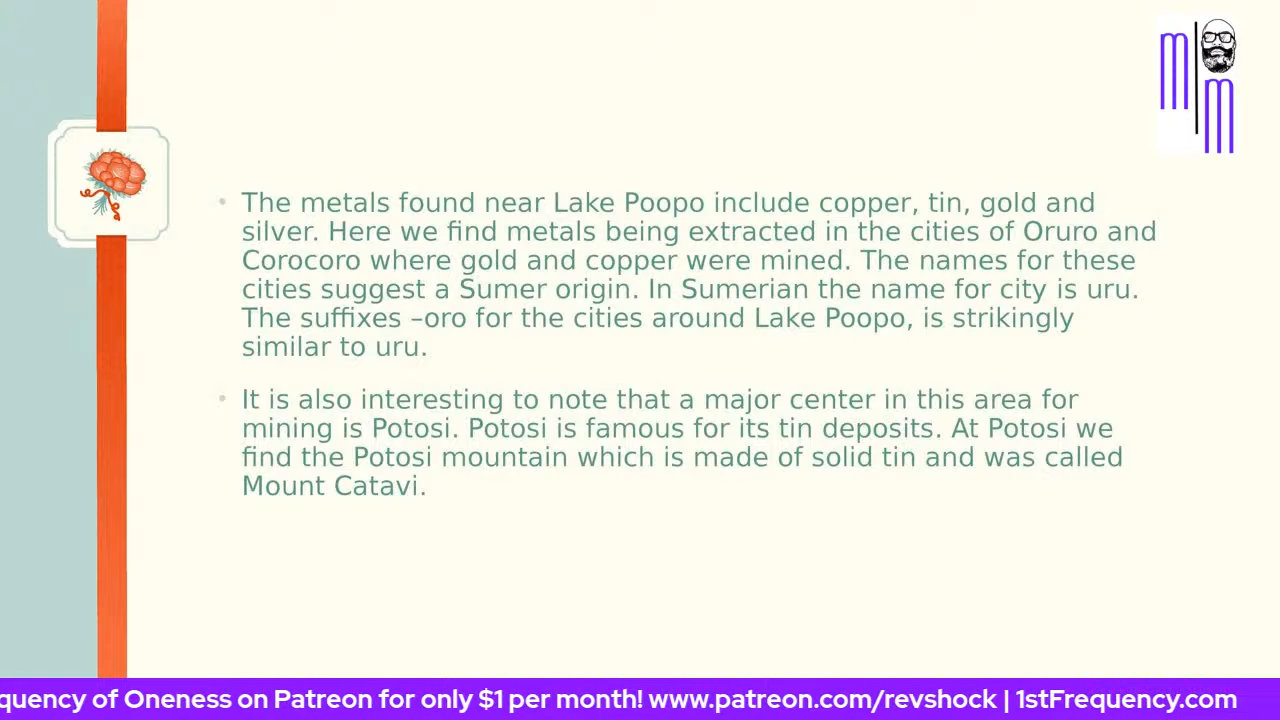 m
m
• The metals found near Lake Poopo include copper, tin, gold and
silver. Here we find metals being extracted in the cities of Oruro and
Corocoro where gold and copper were mined. The names for these
cities suggest a Sumer origin. In Sumerian the name for city is uru.
The suffixes –oro for the cities around Lake Poopo, is strikingly
similar to uru.
• It is also interesting to note that a major center in this area for
mining is Potosi. Potosi is famous for its tin deposits. At Potosi we
find the Potosi mountain which is made of solid tin and was called
Mount Catavi.
quency of Oneness on Patreon for only $1 per month! www.patreon.com/revshock | 1stFrequency.com